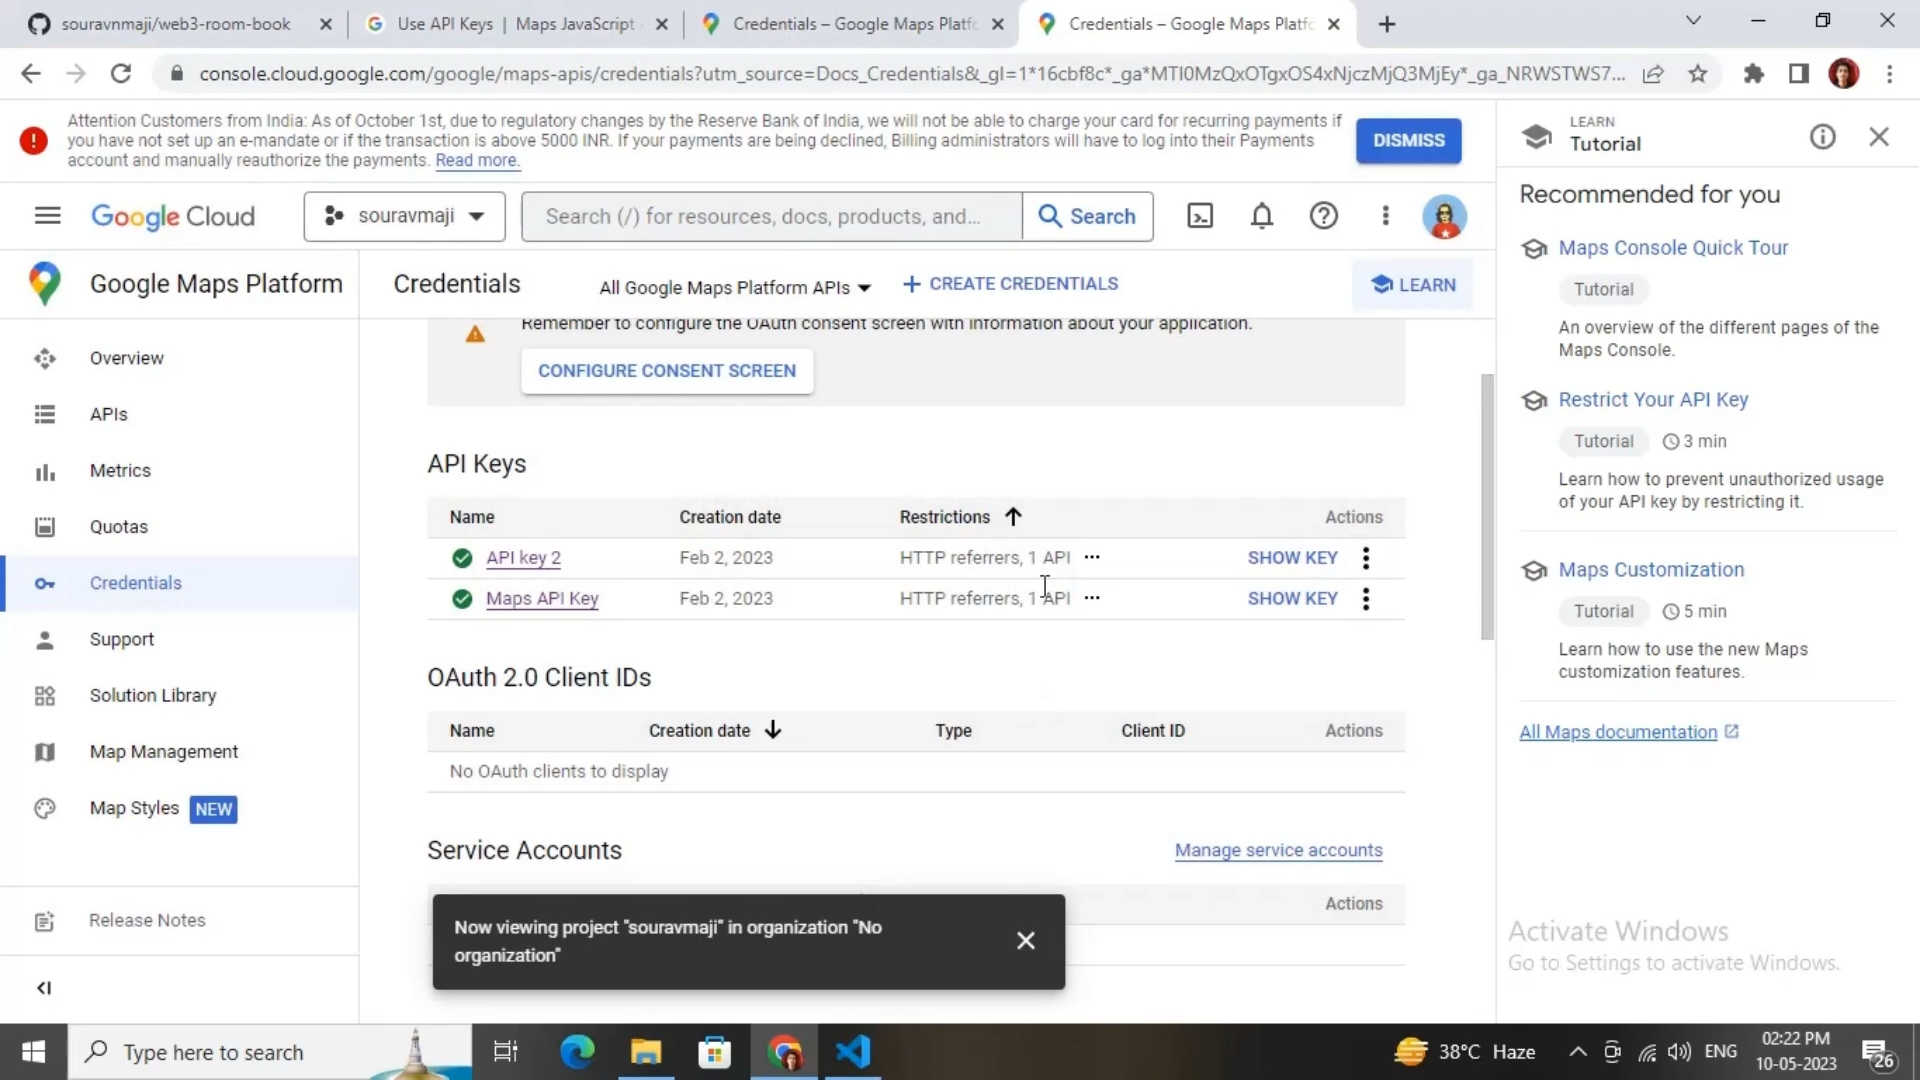 souravnmaji/web3-room-book
Use API Keys | Maps JavaScript
Credentials – Google Maps Platfo
Credentials – Google Maps Platfo
console.cloud.google.com/google/maps-apis/credentials?utm_source=Docs_Credentials&_gl=1*16cbf8c*_ga*MTI0MzQxOTgxOS4xNjczMjQ3MjEy*_ga_NRWSTWS7...
Attention Customers from India: As of October 1st, due to regulatory changes by the Reserve Bank of India, we will not be able to charge your card for recurring payments if
you have not set up an e-mandate or if the transaction is above 5000 INR. If your payments are being declined, Billing administrators will have to log into their Payments
account and manually reauthorize the payments. Read more.
DISMISS
Google Cloud
souravmaji
Search (/) for resources, docs, products, and...
Search
Google Maps Platform
Credentials
All Google Maps Platform APIs
+ CREATE CREDENTIALS
LEARN
Overview
APIs
Metrics
Quotas
Credentials
Support
Solution Library
Map Management
Map Styles NEW
Release Notes
Remember to configure the OAuth consent screen with information about your application.
CONFIGURE CONSENT SCREEN
API Keys
Name Creation date Restrictions Actions
API key 2 Feb 2, 2023 HTTP referrers, 1 API SHOW KEY
Maps API Key Feb 2, 2023 HTTP referrers, 1 API SHOW KEY
OAuth 2.0 Client IDs
Name Creation date Type Client ID Actions
No OAuth clients to display
Service Accounts
Manage service accounts
Actions
Now viewing project "souravmaji" in organization "No
organization"
LEARN
Tutorial
Recommended for you
Maps Console Quick Tour
Tutorial
An overview of the different pages of the
Maps Console.
Restrict Your API Key
Tutorial 3 min
Learn how to prevent unauthorized usage
of your API key by restricting it.
Maps Customization
Tutorial 5 min
Learn how to use the new Maps
customization features.
All Maps documentation
Activate Windows
Go to Settings to activate Windows.
Type here to search
38°C Haze
ENG
02:22 PM
10-05-2023
26